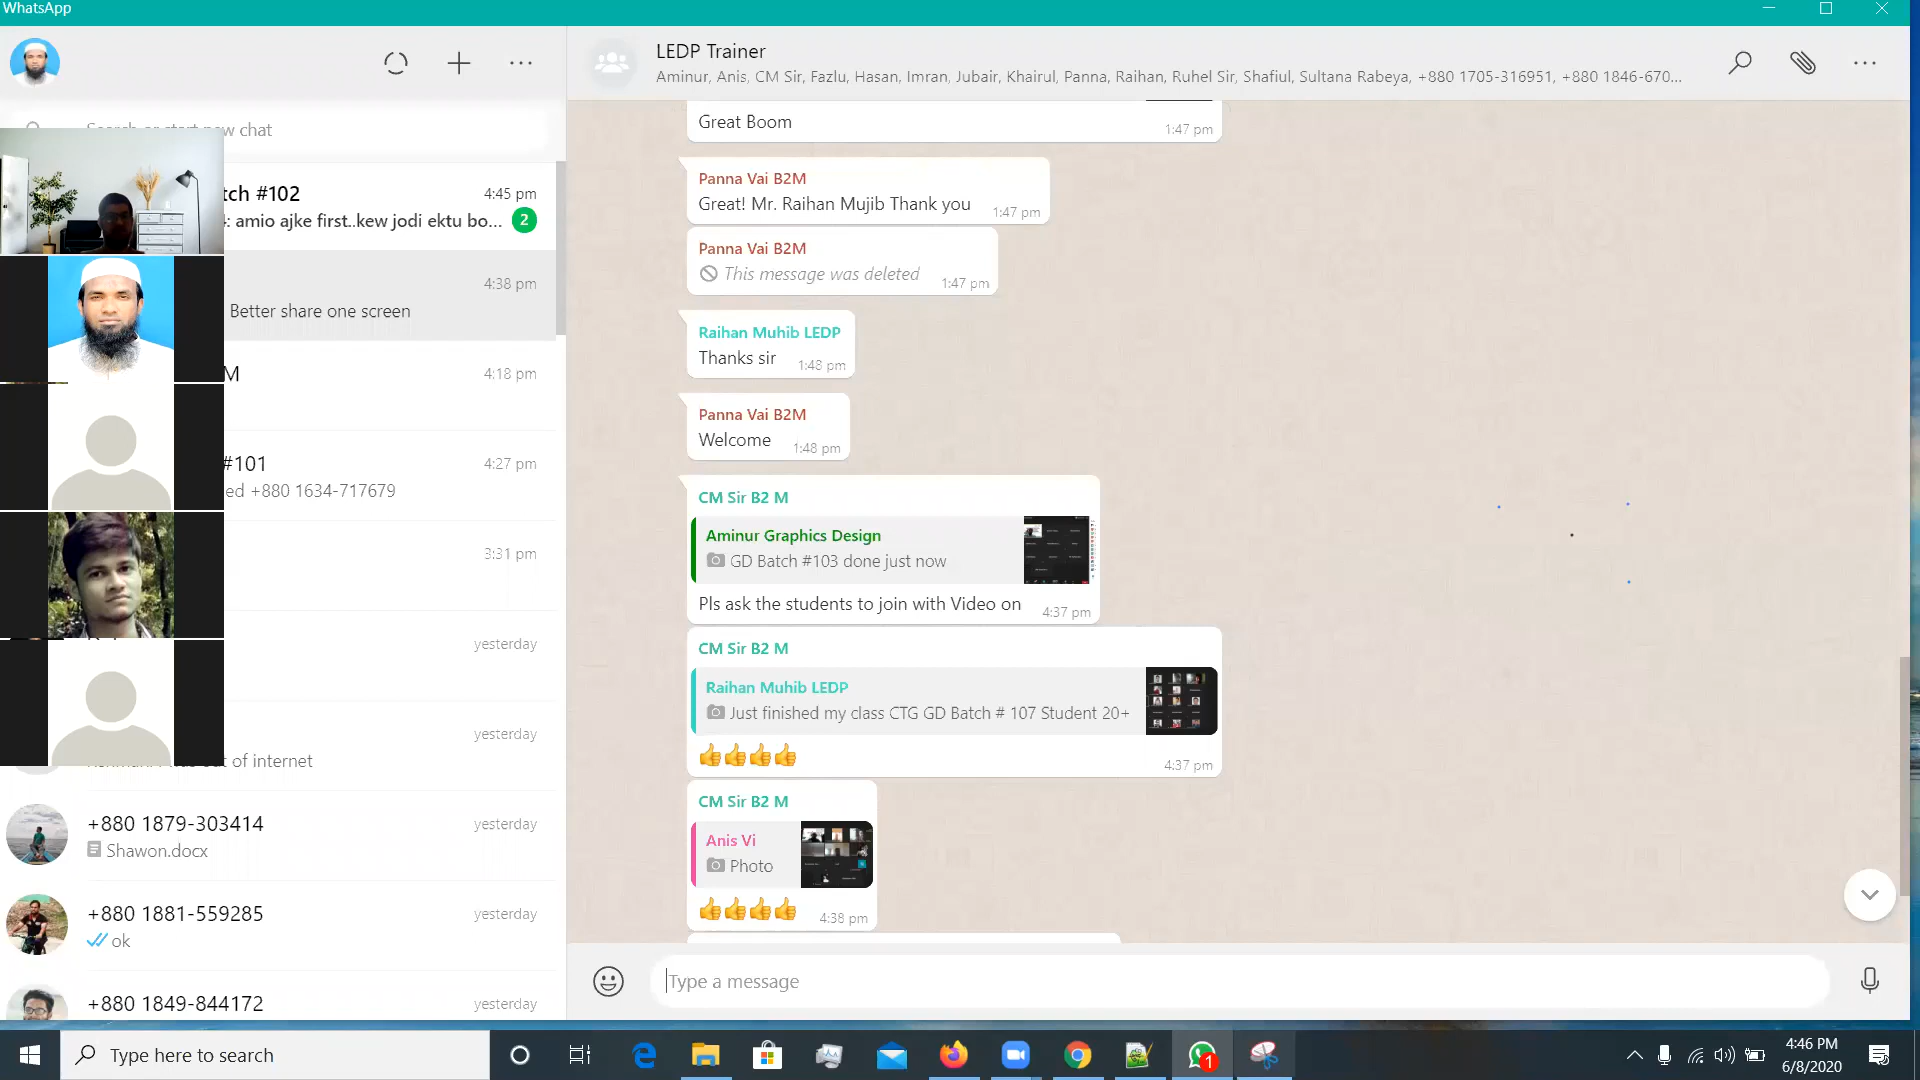 WhatsApp
Search or start new chat
tch #102
4:45 pm
: amio ajke first..kew jodi ektu bo...
2
4:38 pm
Better share one screen
M
4:18 pm
#101
4:27 pm
ed +880 1634-717679
3:31 pm
yesterday
yesterday
out of internet
+880 1879-303414
yesterday
Shawon.docx
+880 1881-559285
yesterday
ok
+880 1849-844172
yesterday
LEDP Trainer
Aminur, Anis, CM Sir, Fazlu, Hasan, Imran, Jubair, Khairul, Panna, Raihan, Ruhel Sir, Shafiul, Sultana Rabeya, +880 1705-316951, +880 1846-670...
Great Boom
1:47 pm
Panna Vai B2M
Great! Mr. Raihan Mujib Thank you
1:47 pm
Panna Vai B2M
This message was deleted
1:47 pm
Raihan Muhib LEDP
Thanks sir
1:48 pm
Panna Vai B2M
Welcome
1:48 pm
CM Sir B2 M
Aminur Graphics Design
GD Batch #103 done just now
Pls ask the students to join with Video on
4:37 pm
CM Sir B2 M
Raihan Muhib LEDP
Just finished my class CTG GD Batch # 107 Student 20+
👍👍👍👍
4:37 pm
CM Sir B2 M
Anis Vi
Photo
👍👍👍👍
4:38 pm
Type a message
Type here to search
1
4:46 PM
6/8/2020